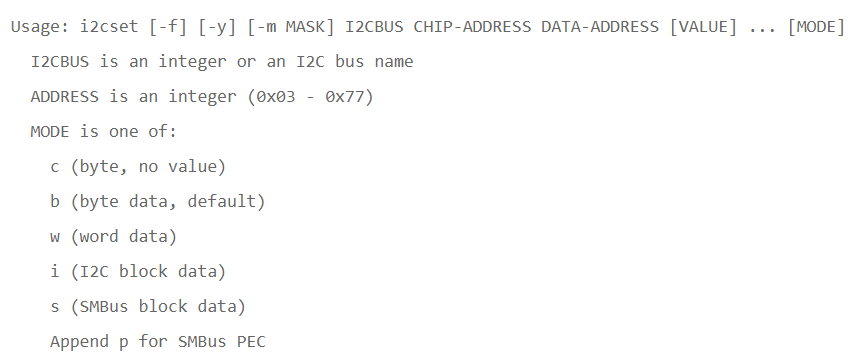 Usage: i2cset [-f] [-y] [-m MASK] I2CBUS CHIP-ADDRESS DATA-ADDRESS [VALUE] ... [MODE]
I2CBUS is an integer or an I2C bus name
ADDRESS is an integer (0x03 - 0x77)
MODE is one of:
c (byte, no value)
b (byte data, default)
w (word data)
i (I2C block data)
s (SMBus block data)
Append p for SMBus PEC